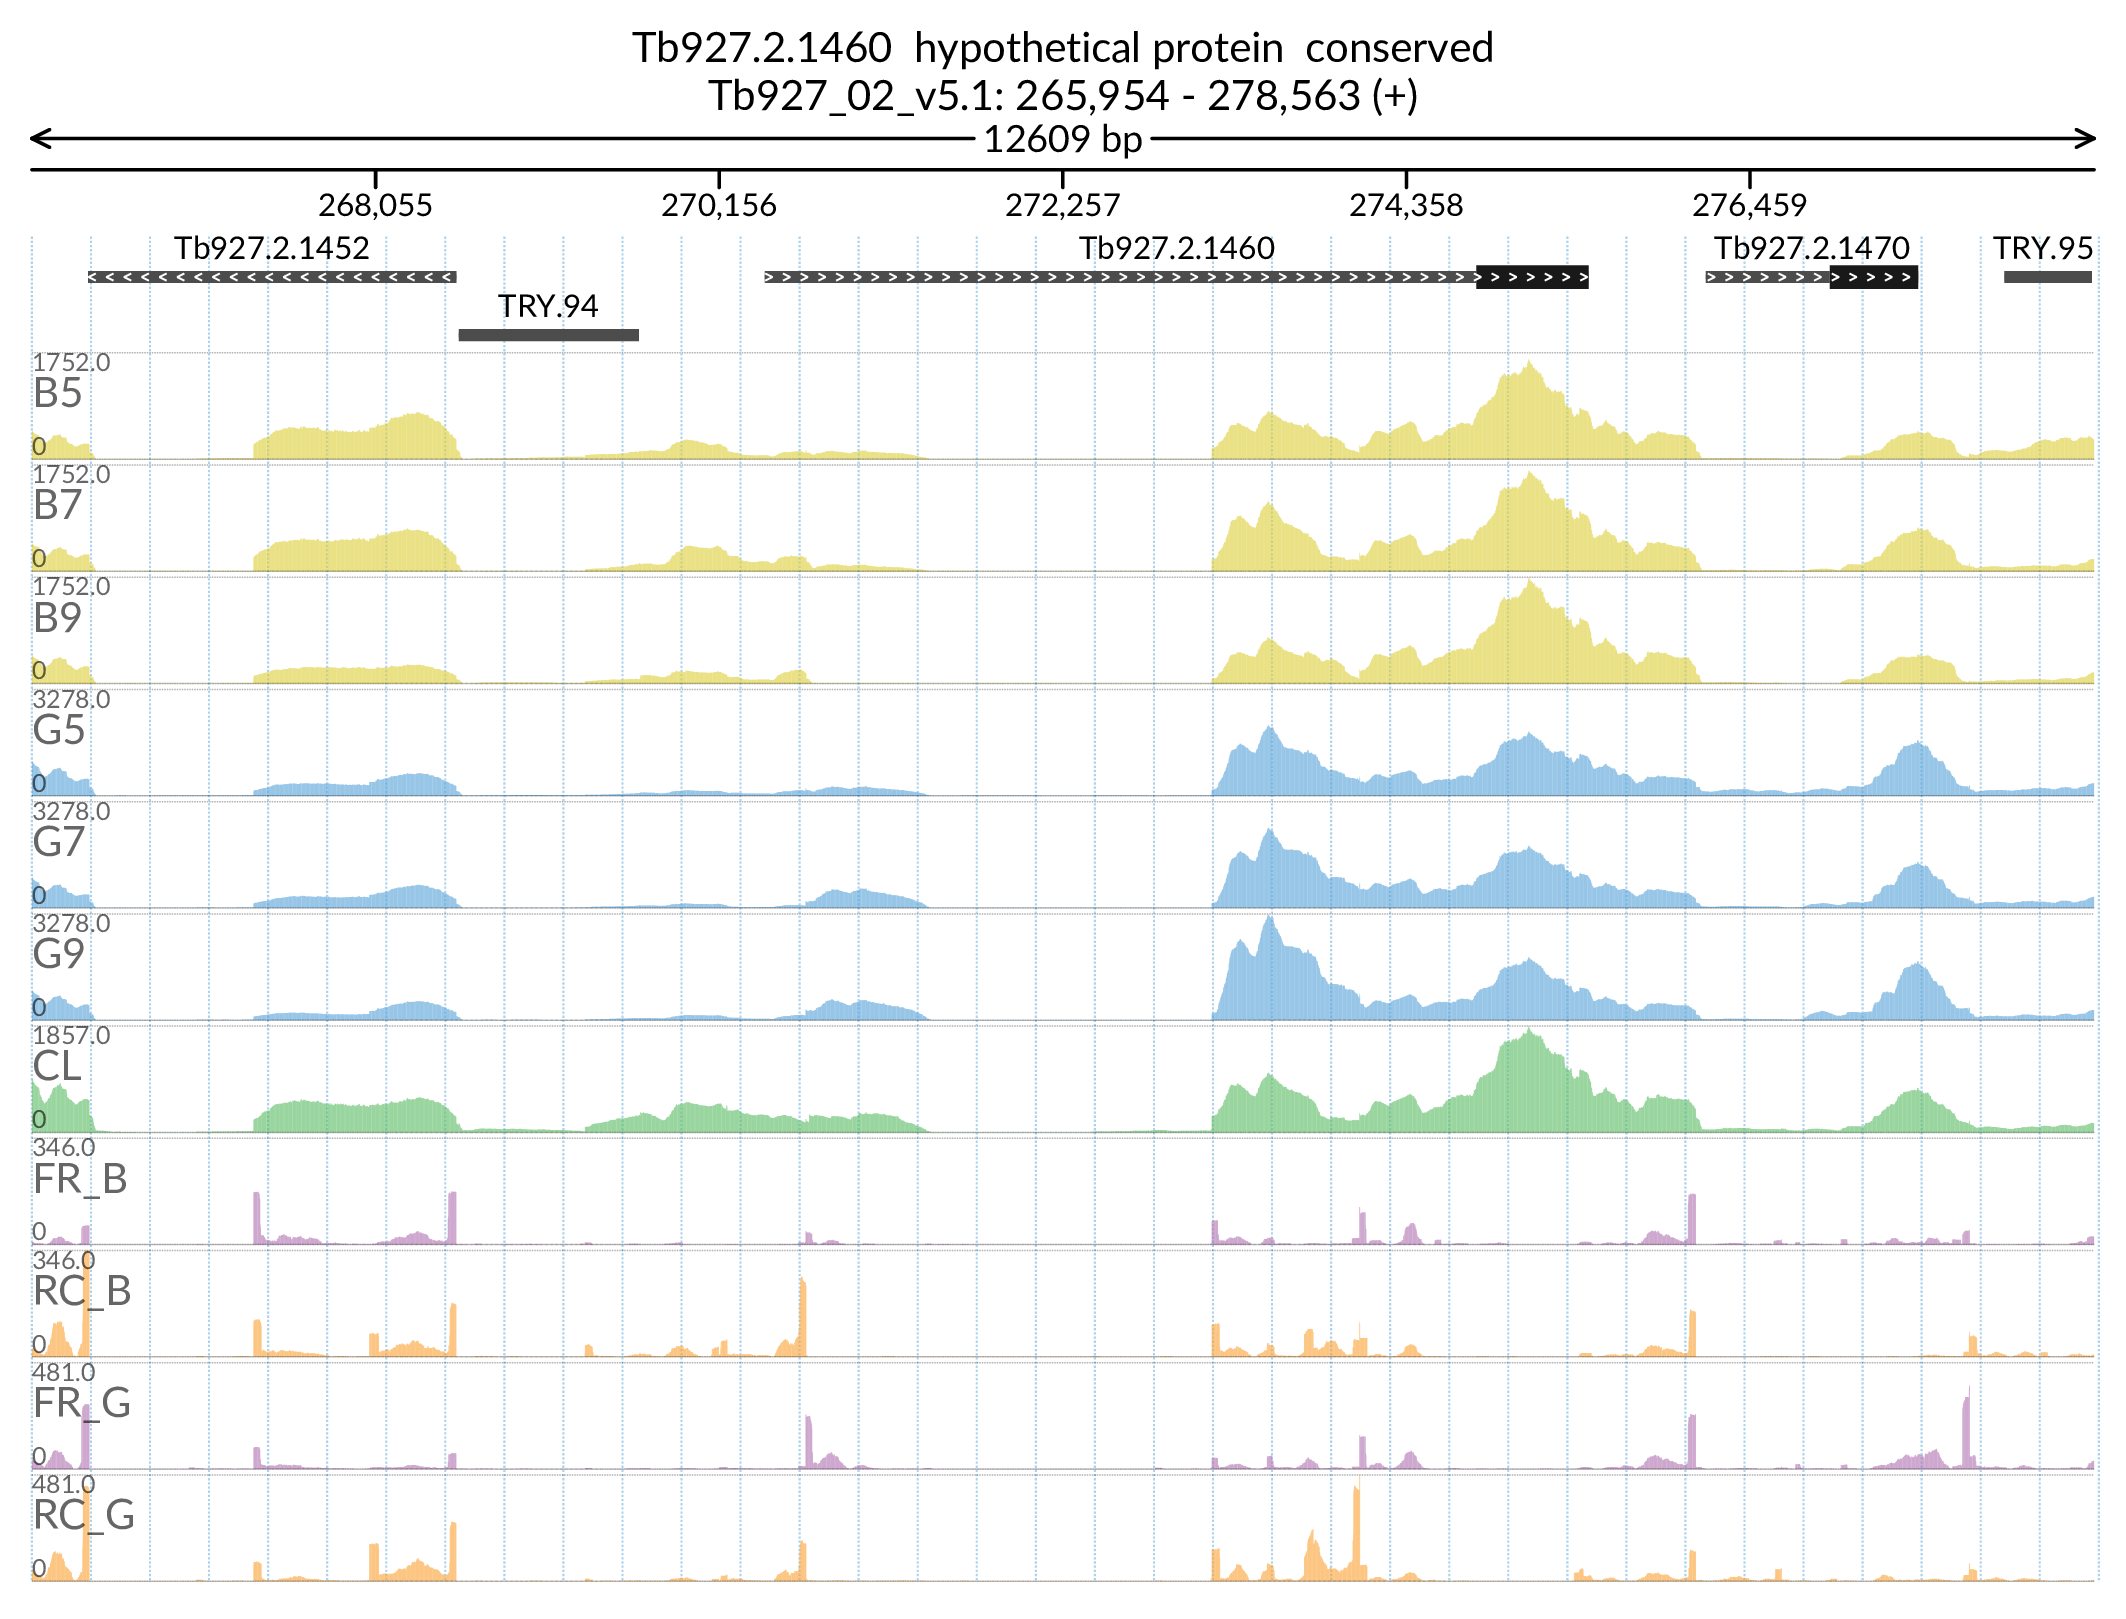 Tb927.2.1460  hypothetical protein  conserved
Tb927_02_v5.1: 265,954 - 278,563 (+)
12609 bp
268,055 270,156 272,257 274,358 276,459
Tb927.2.1452 Tb927.2.1460 Tb927.2.1470 TRY.95
TRY.94
1752.0
B5
0
1752.0
B7
0
1752.0
B9
0
3278.0
G5
0
3278.0
G7
0
3278.0
G9
0
1857.0
CL
0
346.0
FR_B
0
346.0
RC_B
0
481.0
FR_G
0
481.0
RC_G
0